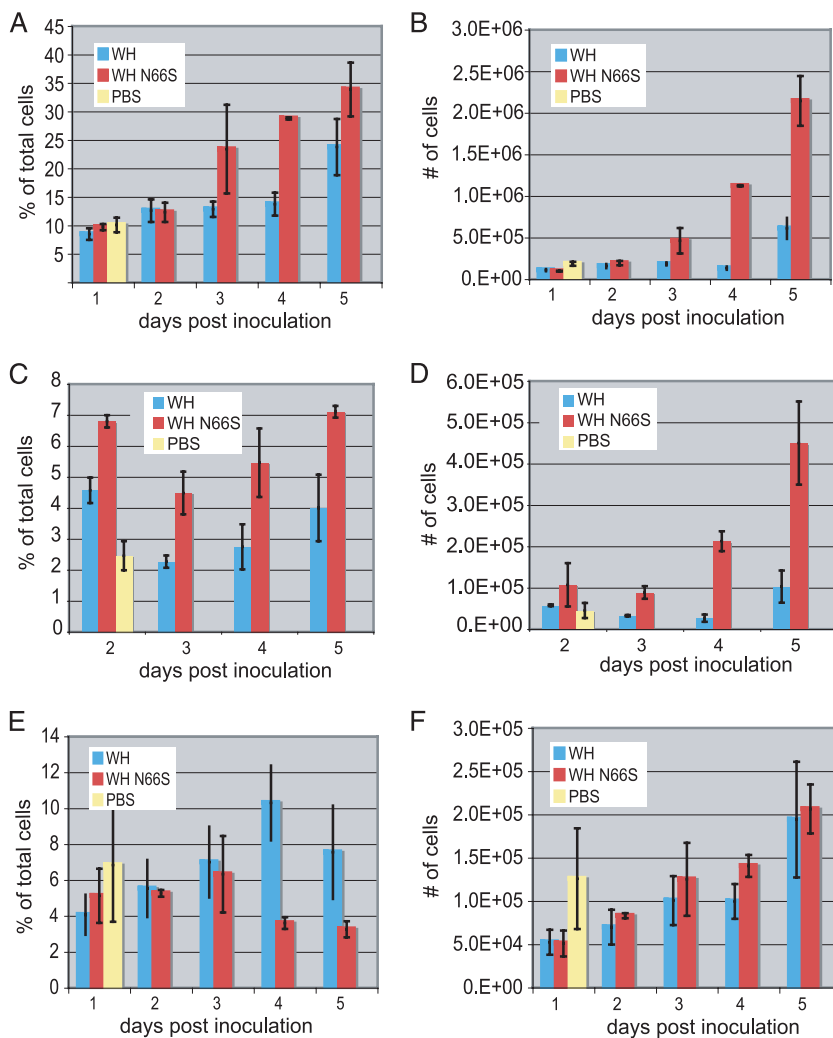 A
% of total cells
45
40
35
30
25
20
15
10
5
WH
WH N66S
PBS
1 2 3 4 5
days post inoculation
B
# of cells
3.0E+06
2.5E+06
2.0E+06
1.5E+06
1.0E+06
5.0E+05
0.E+00
WH
WH N66S
PBS
1 2 3 4 5
days post inoculation
C
% of total cells
8
7
6
5
4
3
2
1
0
WH
WH N66S
PBS
2 3 4 5
days post inoculation
D
# of cells
6.0E+05
5.0E+05
4.0E+05
3.0E+05
2.0E+05
1.0E+05
0.E+00
WH
WH N66S
PBS
2 3 4 5
days post inoculation
E
% of total cells
14
12
10
8
6
4
2
0
WH
WH N66S
PBS
1 2 3 4 5
days post inoculation
F
# of cells
3.0E+05
2.5E+05
2.0E+05
1.5E+05
1.0E+05
5.0E+04
0.E+00
WH
WH N66S
PBS
1 2 3 4 5
days post inoculation